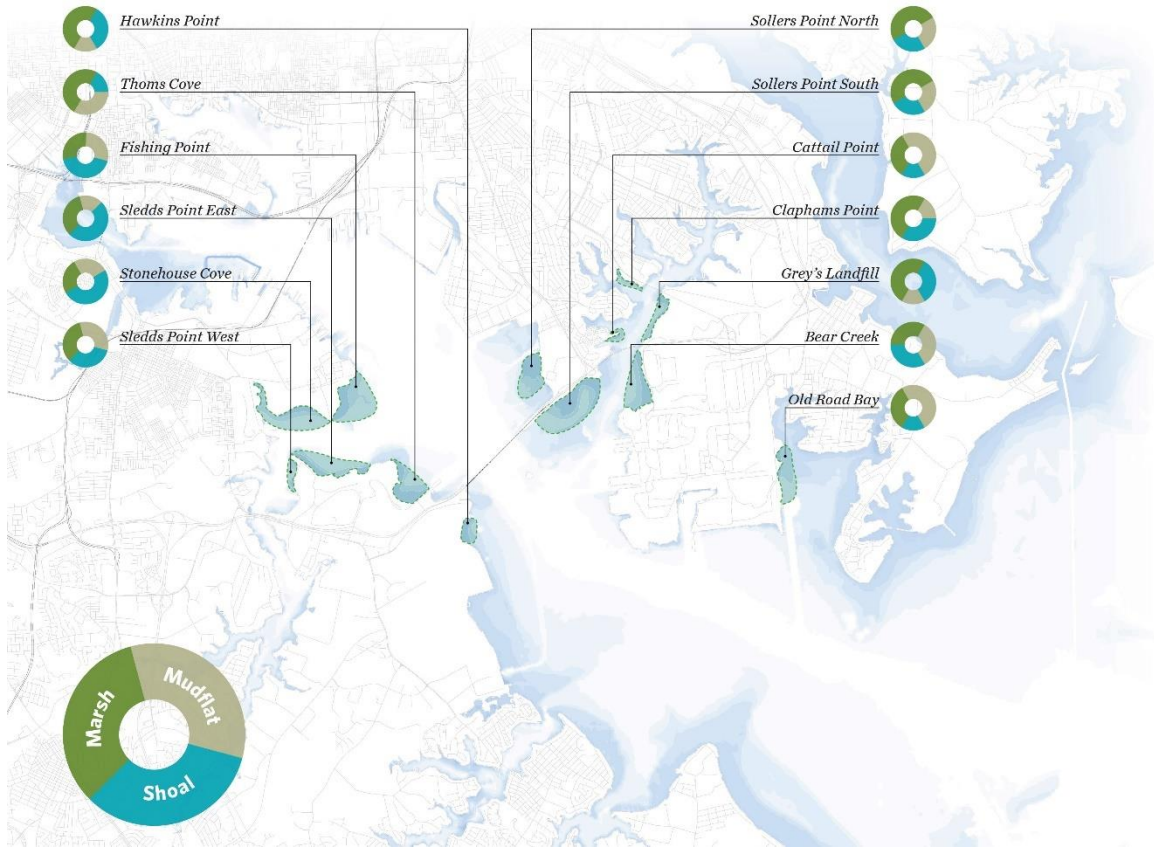 Hawkins Point
Thoms Cove
Fishing Point
Sledds Point East
Stonehouse Cove
Sledds Point West
Sollers Point North
Sollers Point South
Cattail Point
Claphams Point
Grey's Landfill
Bear Creek
Old Road Bay
Marsh
Mudflat
Shoal